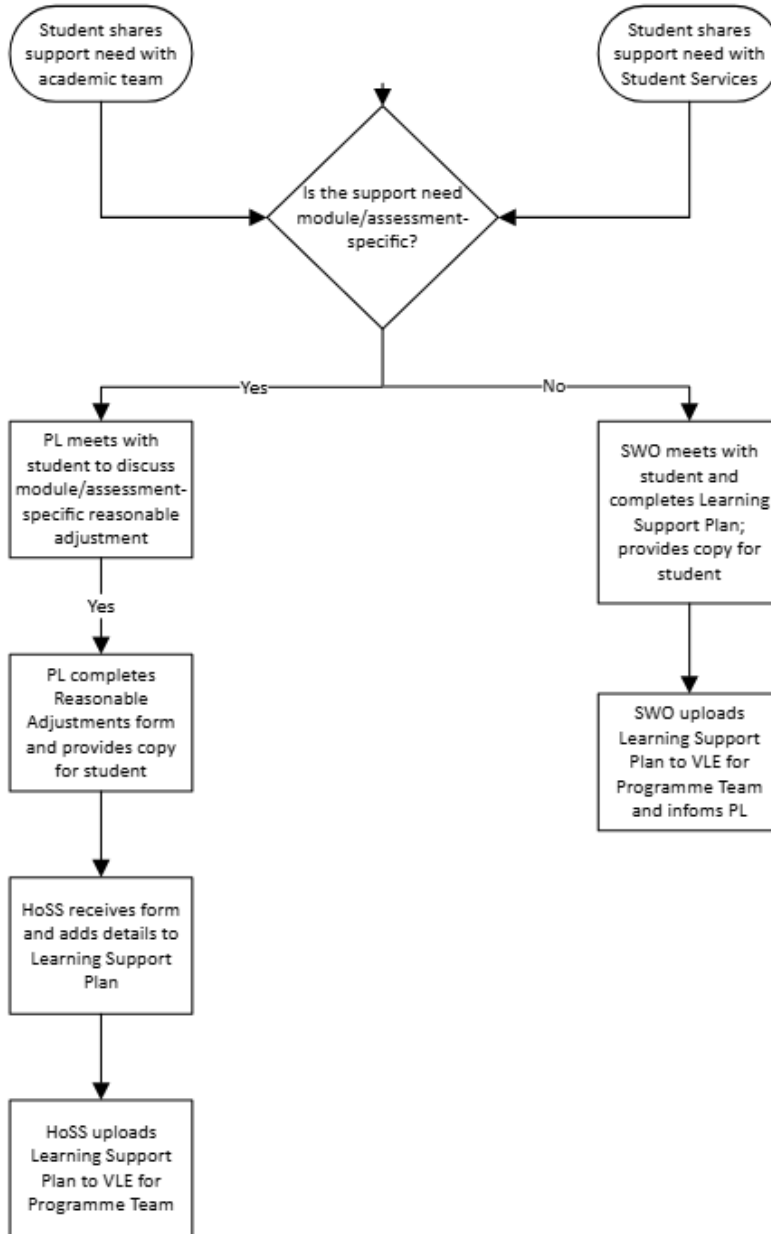 Student shares
support need with
academic team
Student shares
support need with
Student Services
Is the support need
module/assessment-
specific?
Yes
No
PL meets with
student to discuss
module/assessment-
specific reasonable
adjustment
SWO meets with
student and
completes Learning
Support Plan;
provides copy for
student
Yes
PL completes
Reasonable
Adjustments form
and provides copy
for student
SWO uploads
Learning Support
Plan to VLE for
Programme Team
and infoms PL
HoSS receives form
and adds details to
Learning Support
Plan
HoSS uploads
Learning Support
Plan to VLE for
Programme Team